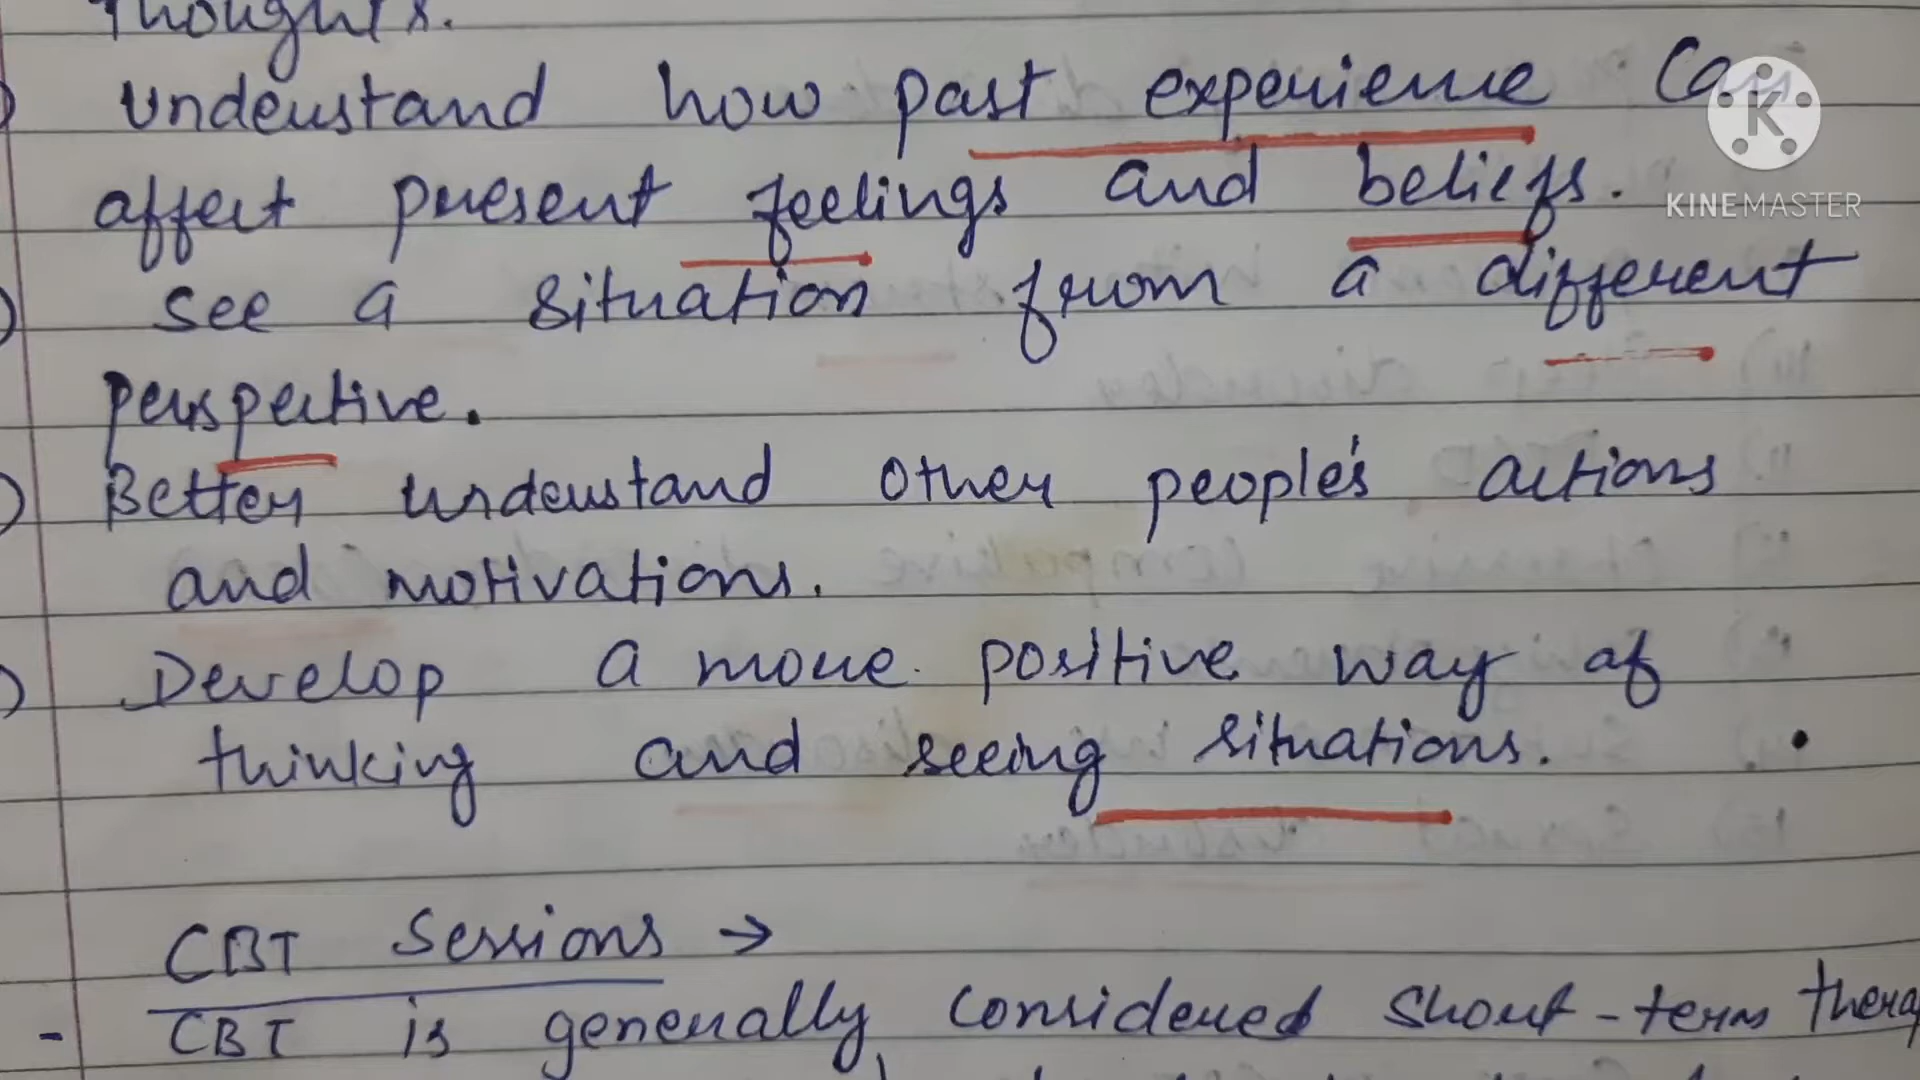 Thoughts.
understand how past experience can
affect present feelings and beliefs.
see a situation from a different
perspective.
Better understand other people's actions
and motivations.
Develop a more positive way of
thinking and seeing situations.
CBT Sessions →
- CBT is generally considered short-term
KINEMASTER